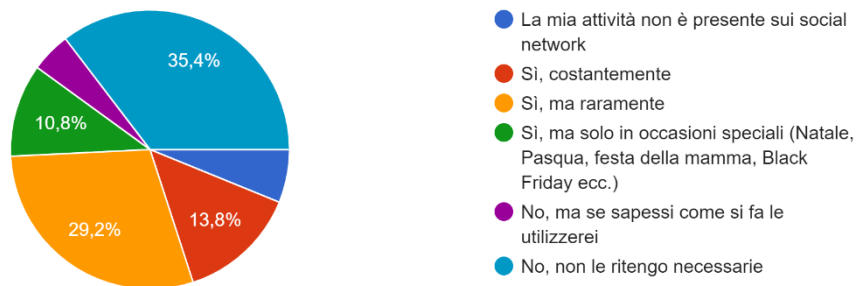 35,4%
10,8%
29,2%
13,8%
La mia attività non è presente sui social
network
Sì, costantemente
Sì, ma raramente
Sì, ma solo in occasioni speciali (Natale,
Pasqua, festa della mamma, Black
Friday ecc.)
No, ma se sapessi come si fa le
utilizzerei
No, non le ritengo necessarie